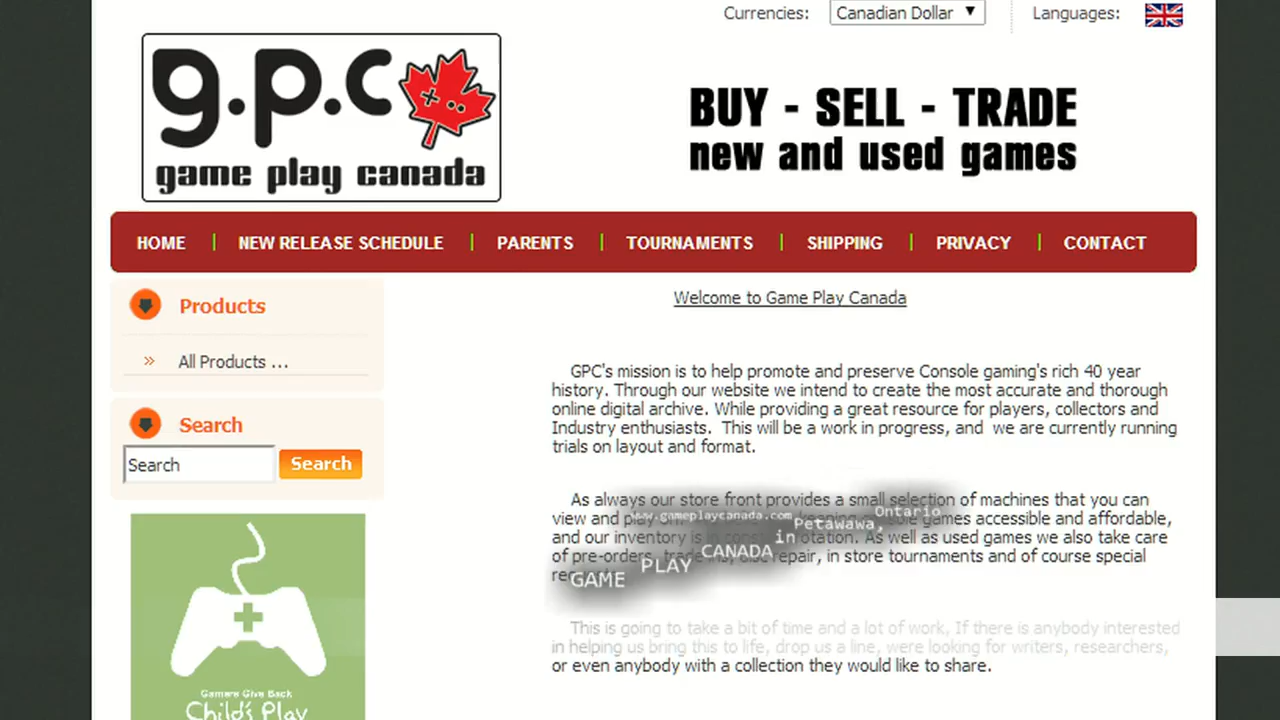 Currencies: Canadian Dollar Languages:
g.p.c
game play canada
BUY - SELL - TRADE
new and used games
HOME NEW RELEASE SCHEDULE PARENTS TOURNAMENTS SHIPPING PRIVACY CONTACT
Products
All Products ...
Search
Search Search
Gamers Give Back
Child's Play
Welcome to Game Play Canada
GPC's mission is to help promote and preserve Console gaming's rich 40 year
history. Through our website we intend to create the most accurate and thorough
online digital archive. While providing a great resource for players, collectors and
Industry enthusiasts. This will be a work in progress, and we are currently running
trials on layout and format.
As always our store front provides a small selection of machines that you can
view and play on. keeping console games accessible and affordable,
and our inventory is in constant rotation. As well as used games we also take care
of pre-orders, trade ins, disc repair, in store tournaments and of course special
www.gameplaycanada.com
GAME PLAY CANADA in Petawawa, Ontario
This is going to take a bit of time and a lot of work, If there is anybody interested
in helping us bring this to life, drop us a line, were looking for writers, researchers,
or even anybody with a collection they would like to share.